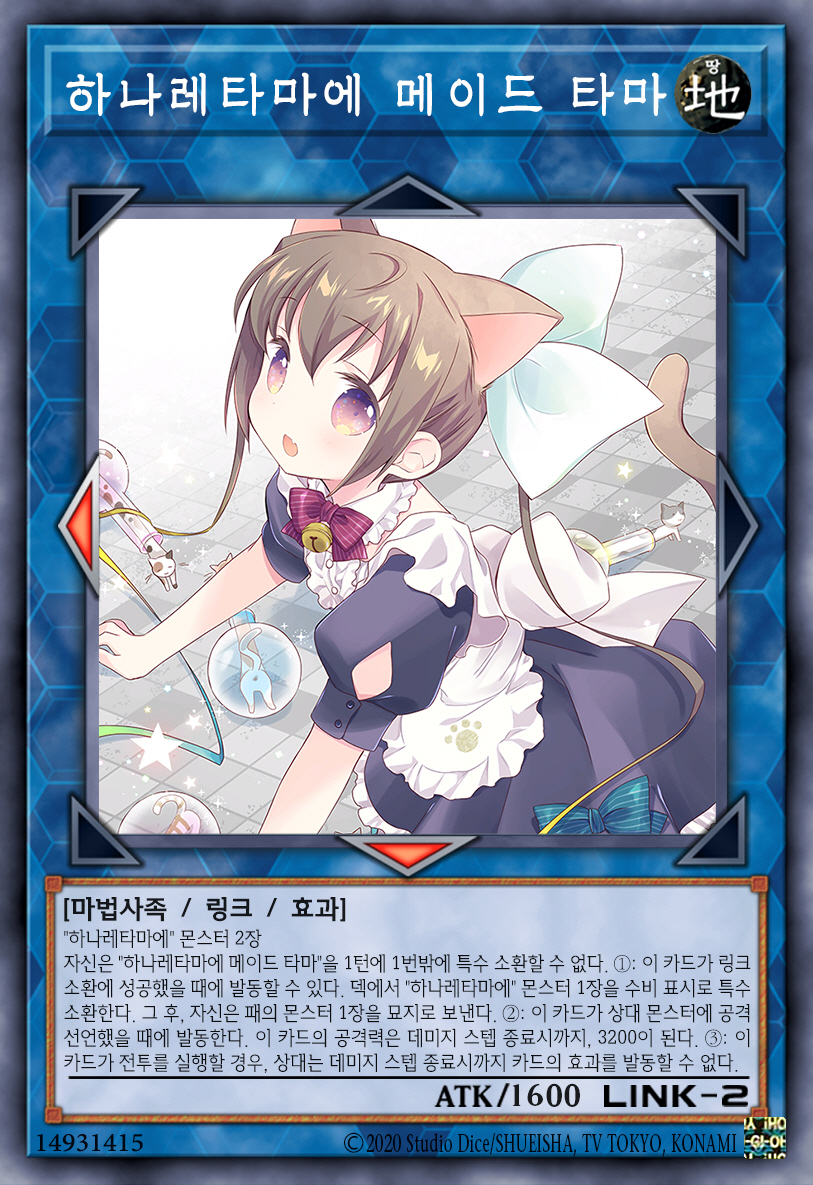 하나레타마에 메이드 타마
땅
地
[마법사족 / 링크 / 효과]
"하나레타마에" 몬스터 2장
자신은 "하나레타마에 메이드 타마"을 1턴에 1번밖에 특수 소환할 수 없다. ①: 이 카드가 링크
소환에 성공했을 때에 발동할 수 있다. 덱에서 "하나레타마에" 몬스터 1장을 수비 표시로 특수
소환한다. 그 후, 자신은 패의 몬스터 1장을 묘지로 보낸다. ②: 이 카드가 상대 몬스터에 공격
선언했을 때에 발동한다. 이 카드의 공격력은 데미지 스텝 종료시까지, 3200이 된다. ③: 이
카드가 전투를 실행할 경우, 상대는 데미지 스텝 종료시까지 카드의 효과를 발동할 수 없다.
ATK/1600 LINK-2
14931415 ©2020 Studio Dice/SHUEISHA, TV TOKYO, KONAMI